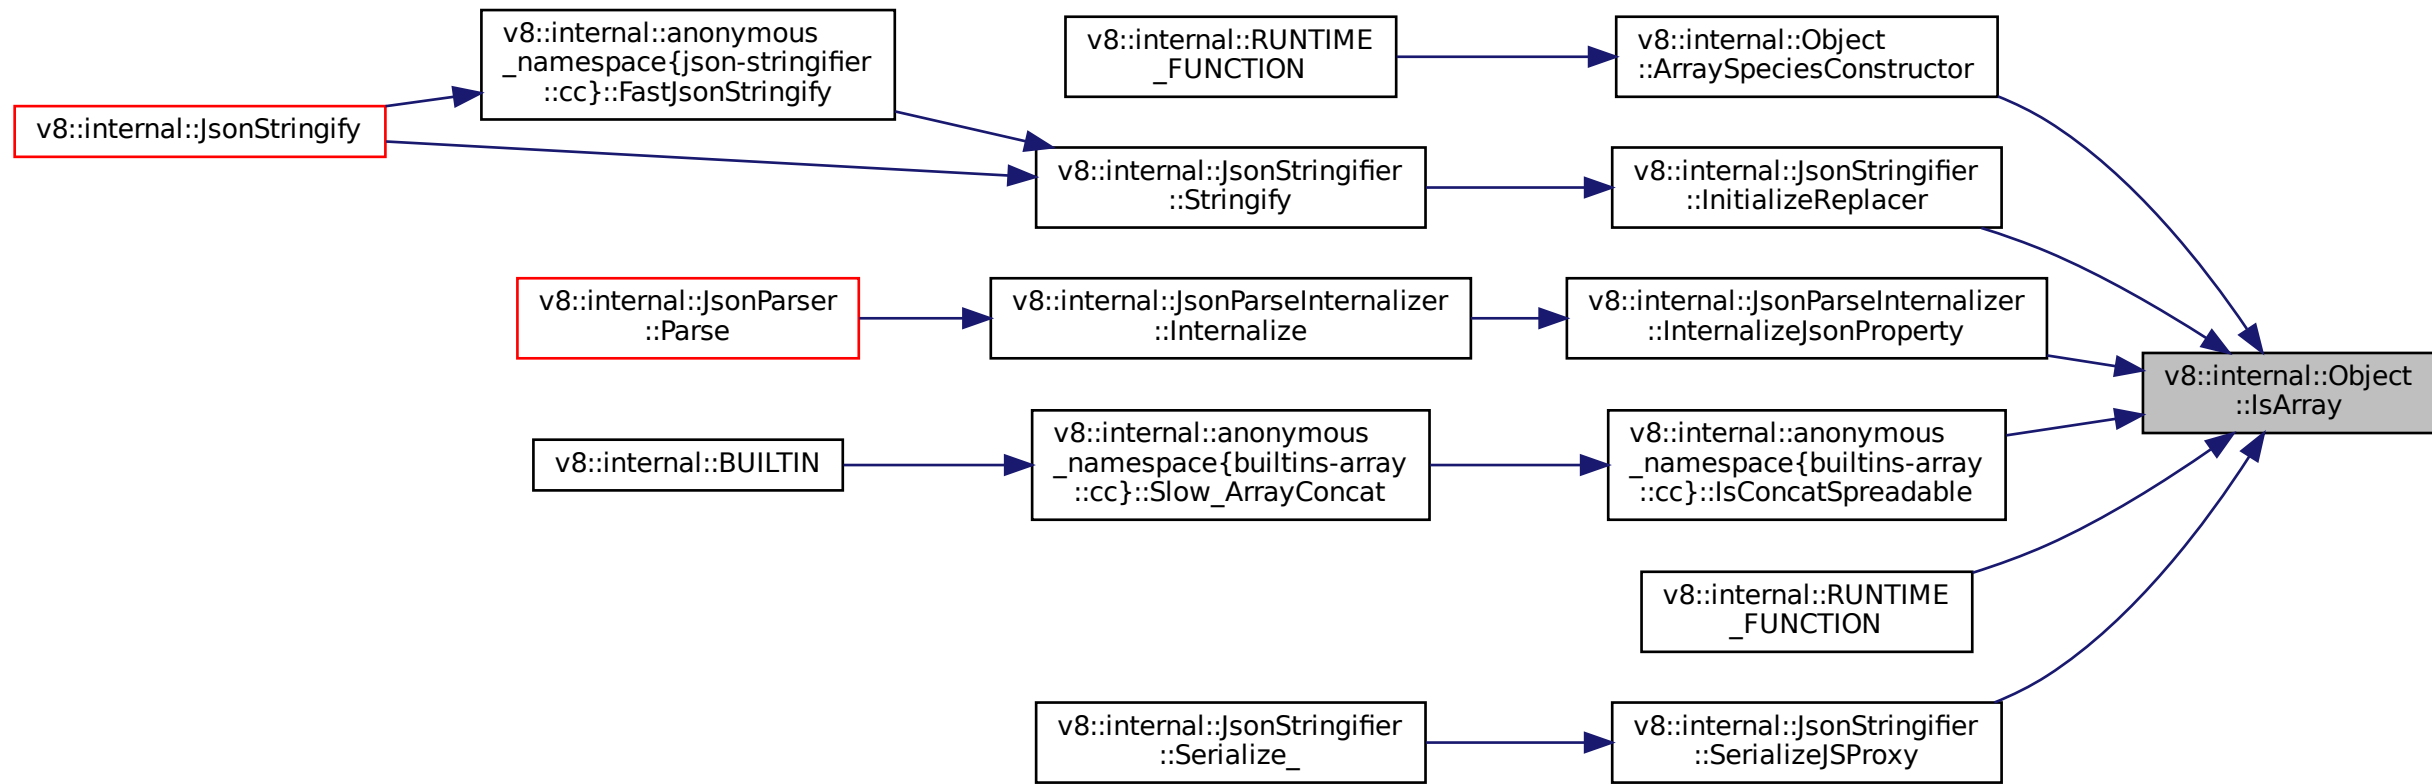 v8::internal::anonymous
_namespace{json-stringifier
::cc}::FastJsonStringify
v8::internal::RUNTIME
_FUNCTION
v8::internal::Object
::ArraySpeciesConstructor
v8::internal::JsonStringify
v8::internal::JsonStringifier
::Stringify
v8::internal::JsonStringifier
::InitializeReplacer
v8::internal::JsonParser
::Parse
v8::internal::JsonParseInternalizer
::Internalize
v8::internal::JsonParseInternalizer
::InternalizeJsonProperty
v8::internal::Object
::IsArray
v8::internal::BUILTIN
v8::internal::anonymous
_namespace{builtins-array
::cc}::Slow_ArrayConcat
v8::internal::anonymous
_namespace{builtins-array
::cc}::IsConcatSpreadable
v8::internal::RUNTIME
_FUNCTION
v8::internal::JsonStringifier
::Serialize_
v8::internal::JsonStringifier
::SerializeJSProxy